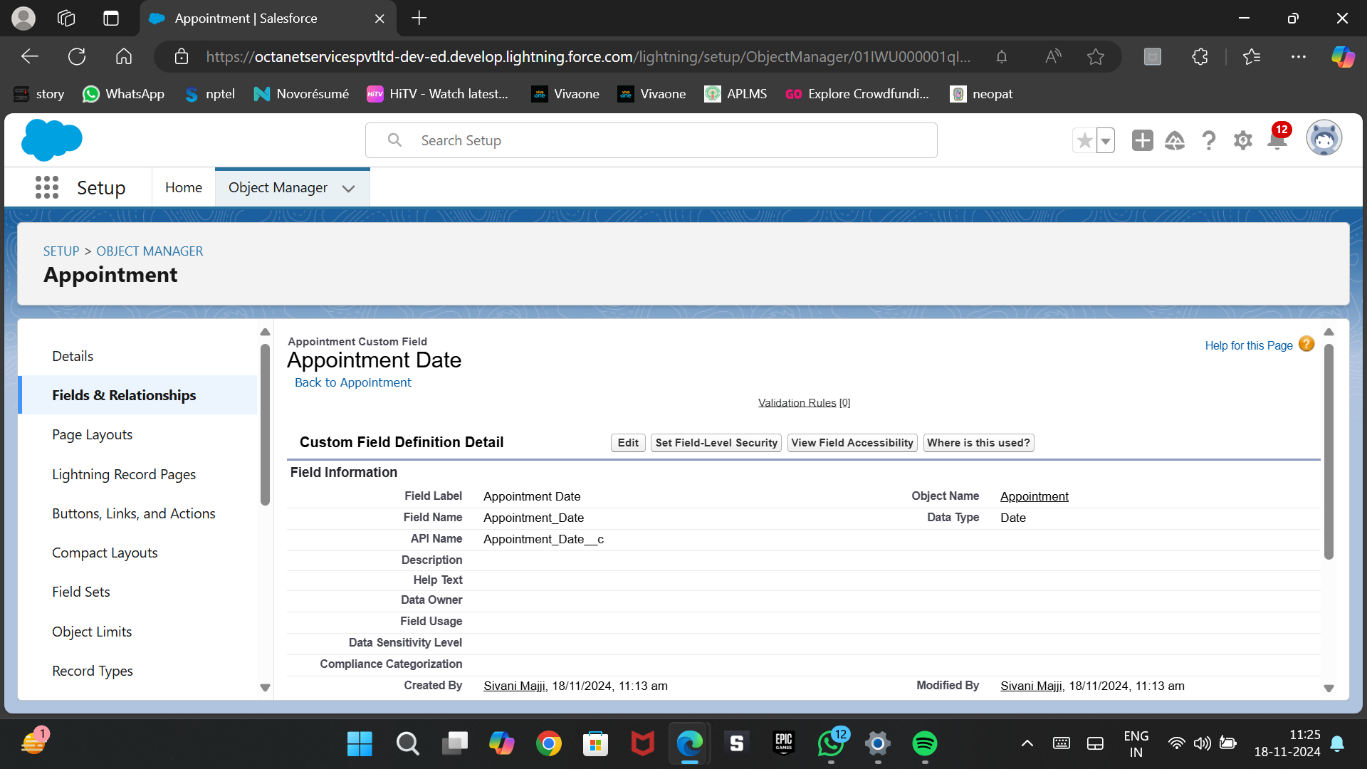 Appointment | Salesforce
https://octanetservicespvtltd-dev-ed.develop.lightning.force.com/lightning/setup/ObjectManager/01IWU000001ql...
story WhatsApp nptel Novorésumé HiTV - Watch latest... Vivaone Vivaone APLMS GO Explore Crowdfundi... neopat
Search Setup
12
Setup Home Object Manager
SETUP > OBJECT MANAGER
Appointment
Details
Fields & Relationships
Page Layouts
Lightning Record Pages
Buttons, Links, and Actions
Compact Layouts
Field Sets
Object Limits
Record Types
Appointment Custom Field
Appointment Date
Back to Appointment
Help for this Page
Validation Rules [0]
Custom Field Definition Detail Edit Set Field-Level Security View Field Accessibility Where is this used?
Field Information
Field Label Appointment Date Object Name Appointment
Field Name Appointment_Date Data Type Date
API Name Appointment_Date__c
Description
Help Text
Data Owner
Field Usage
Data Sensitivity Level
Compliance Categorization
Created By Sivani Majji, 18/11/2024, 11:13 am Modified By Sivani Majji, 18/11/2024, 11:13 am
1
S
EPIC GAMES
12
ENG
IN
11:25
18-11-2024